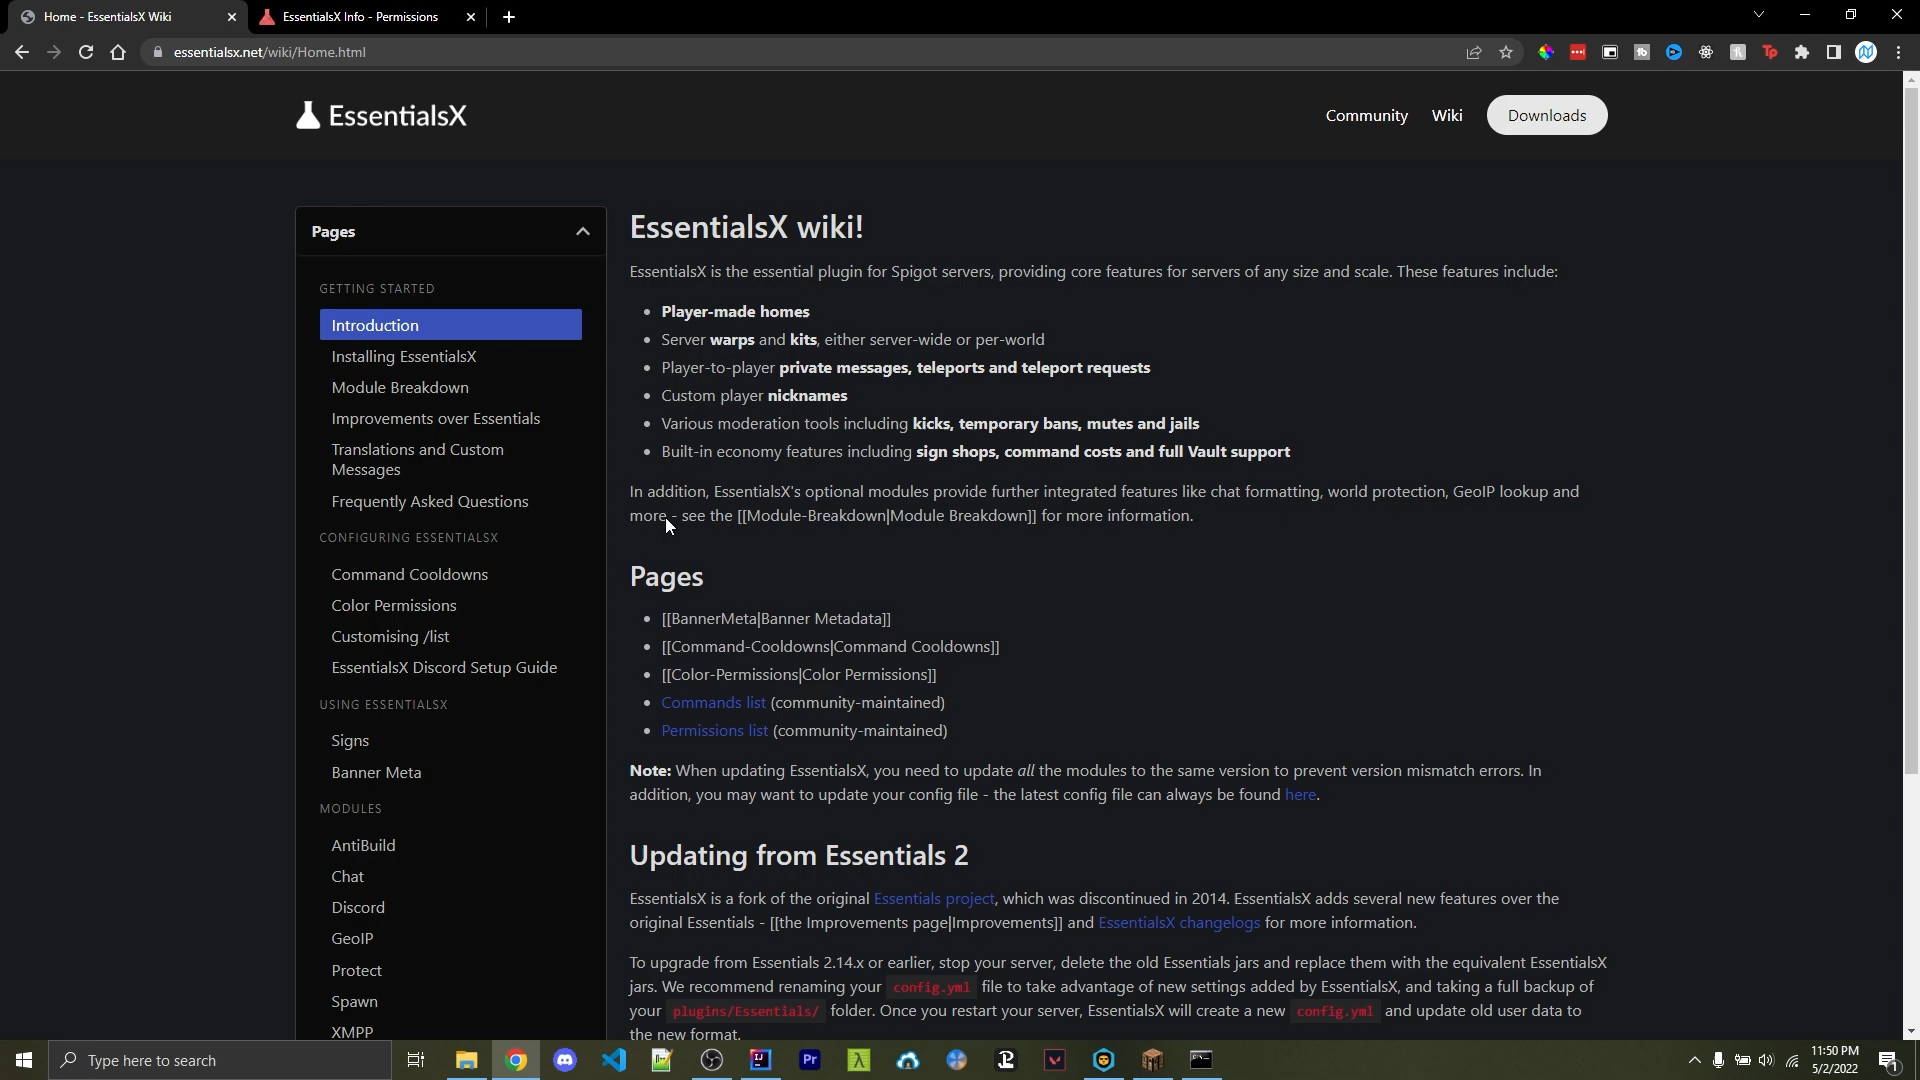 Home - EssentialsX Wiki
EssentialsX Info - Permissions
essentialsx.net/wiki/Home.html
EssentialsX
Community
Wiki
Downloads
Pages
GETTING STARTED
Introduction
Installing EssentialsX
Module Breakdown
Improvements over Essentials
Translations and Custom
Messages
Frequently Asked Questions
CONFIGURING ESSENTIALSX
Command Cooldowns
Color Permissions
Customising /list
EssentialsX Discord Setup Guide
USING ESSENTIALSX
Signs
Banner Meta
MODULES
AntiBuild
Chat
Discord
GeoIP
Protect
Spawn
XMPP
EssentialsX wiki!
EssentialsX is the essential plugin for Spigot servers, providing core features for servers of any size and scale. These features include:
Player-made homes
Server warps and kits, either server-wide or per-world
Player-to-player private messages, teleports and teleport requests
Custom player nicknames
Various moderation tools including kicks, temporary bans, mutes and jails
Built-in economy features including sign shops, command costs and full Vault support
In addition, EssentialsX's optional modules provide further integrated features like chat formatting, world protection, GeoIP lookup and
more - see the [[Module-Breakdown|Module Breakdown]] for more information.
Pages
[[BannerMeta|Banner Metadata]]
[[Command-Cooldowns|Command Cooldowns]]
[[Color-Permissions|Color Permissions]]
Commands list (community-maintained)
Permissions list (community-maintained)
Note: When updating EssentialsX, you need to update all the modules to the same version to prevent version mismatch errors. In
addition, you may want to update your config file - the latest config file can always be found here.
Updating from Essentials 2
EssentialsX is a fork of the original Essentials project, which was discontinued in 2014. EssentialsX adds several new features over the
original Essentials - [[the Improvements page|Improvements]] and EssentialsX changelogs for more information.
To upgrade from Essentials 2.14.x or earlier, stop your server, delete the old Essentials jars and replace them with the equivalent EssentialsX
jars. We recommend renaming your config.yml file to take advantage of new settings added by EssentialsX, and taking a full backup of
your plugins/Essentials/ folder. Once you restart your server, EssentialsX will create a new config.yml and update old user data to
the new format.
Type here to search
Pr
11:50 PM
5/2/2022
1